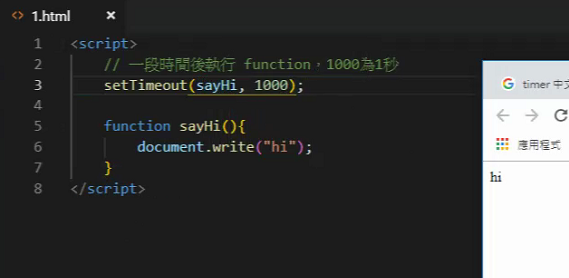 1.html
1 <script>
2 // 一段時間後執行 function，1000為1秒
3 setTimeout(sayHi, 1000);
4
5 function sayHi(){
6 document.write("hi");
7 }
8 </script>
timer 中文
應用程式
hi